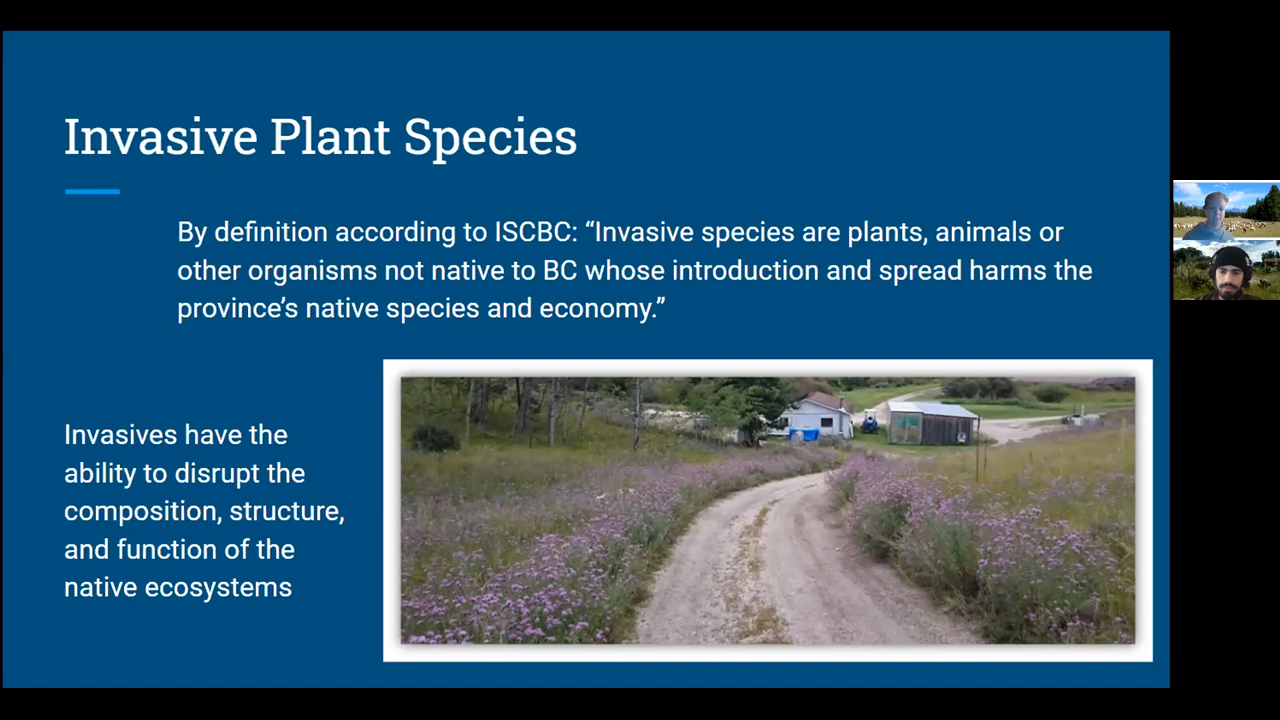 Invasive Plant Species
By definition according to ISCBC: “Invasive species are plants, animals or
other organisms not native to BC whose introduction and spread harms the
province’s native species and economy.”
Invasives have the
ability to disrupt the
composition, structure,
and function of the
native ecosystems